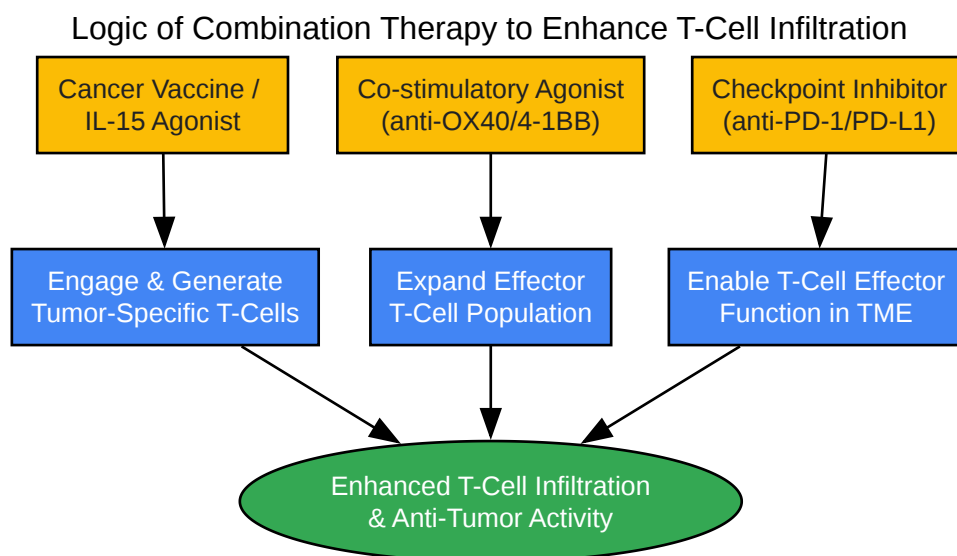 Logic of Combination Therapy to Enhance T-Cell Infiltration
Cancer Vaccine /
IL-15 Agonist
Co-stimulatory Agonist
(anti-OX40/4-1BB)
Checkpoint Inhibitor
(anti-PD-1/PD-L1)
Engage & Generate
Tumor-Specific T-Cells
Expand Effector
T-Cell Population
Enable T-Cell Effector
Function in TME
Enhanced T-Cell Infiltration
& Anti-Tumor Activity